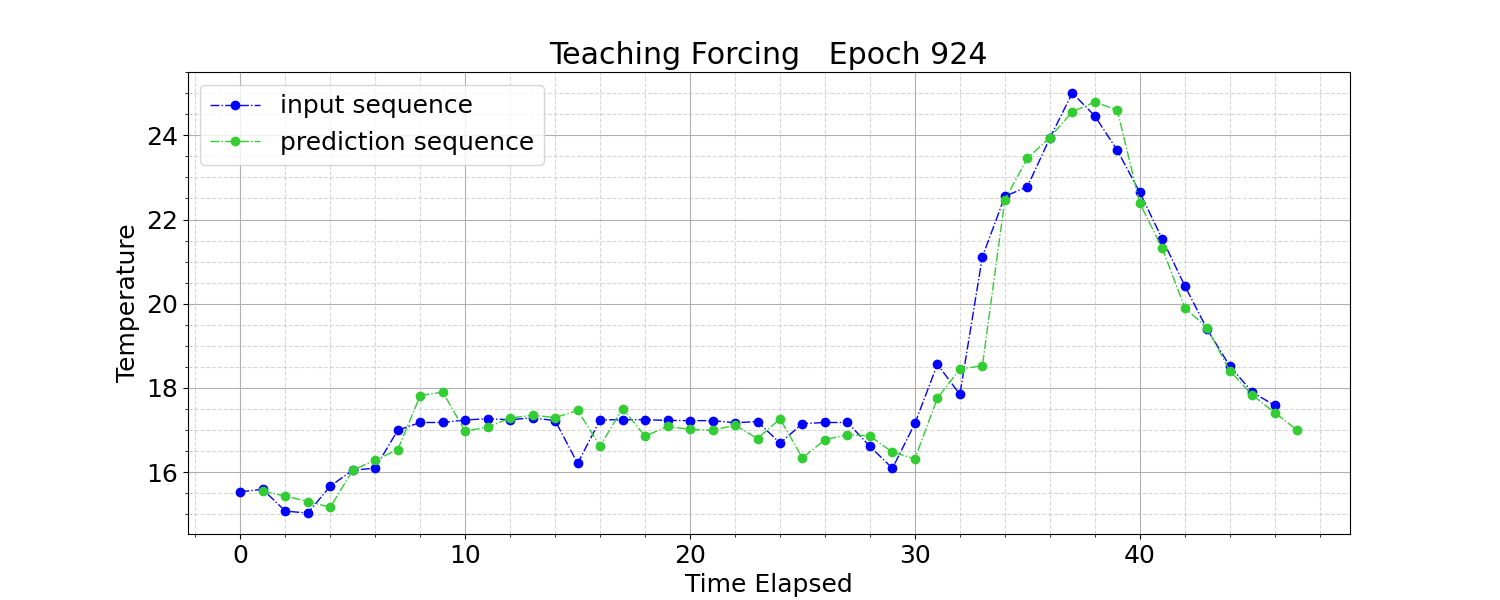 Teaching Forcing   Epoch 924
input sequence
prediction sequence
Temperature
24
22
20
18
16
0 10 20 30 40
Time Elapsed